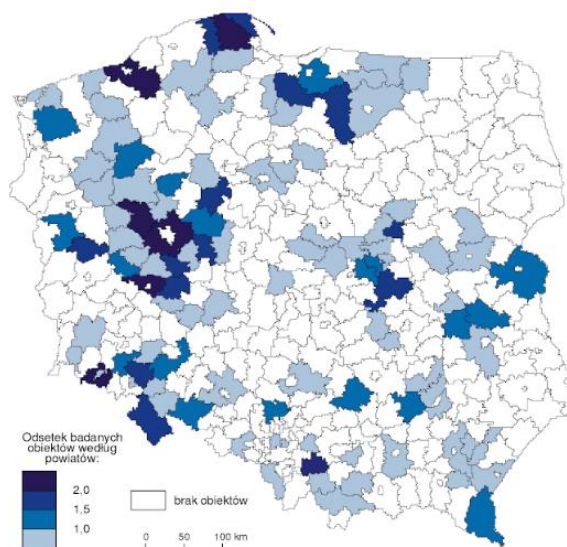 Odsetek badanych
obiektów według
powiatów:
2,0
1,5
1,0
brak obiektów
0 50 100 km